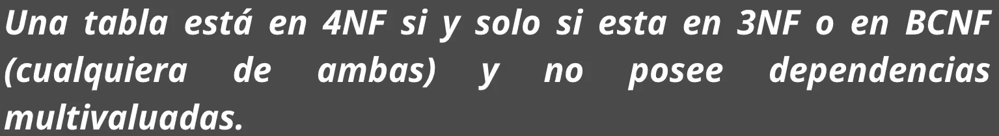 Una tabla está en 4NF si y solo si esta en 3NF o en BCNF
(cualquiera de ambas) y no posee dependencias
multivaluadas.